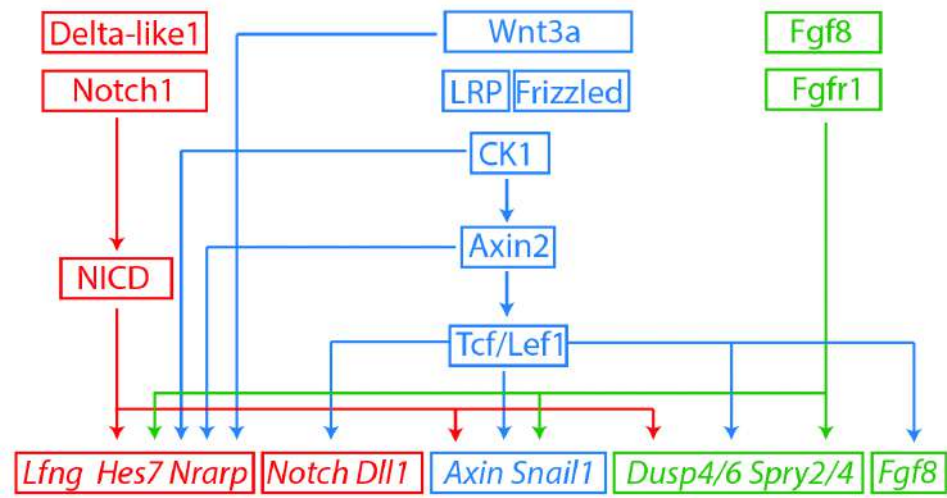 Delta-like1 Wnt3a Fgf8
Notch1 LRP Frizzled Fgfr1
CK1
Axin2
NICD
Tcf/Lef1
Lfng Hes7 Nrarp Notch Dll1 Axin Snail1 Dusp4/6 Spry2/4 Fgf8